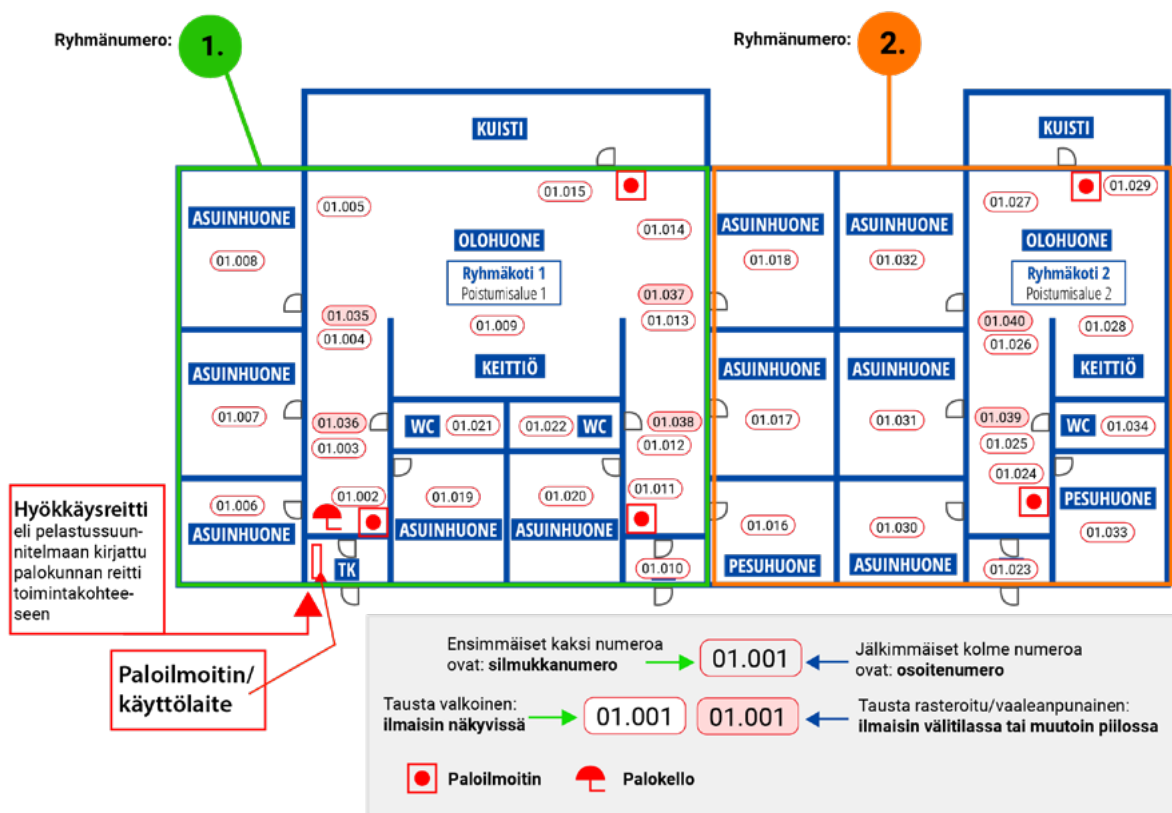 Ryhmänumero:
1.
Ryhmänumero:
2.
KUISTI
KUISTI
01.015
01.029
01.005
01.027
ASUINHUONE
01.014
ASUINHUONE
ASUINHUONE
01.008
OLOHUONE
01.018
01.032
OLOHUONE
Ryhmäkoti 1
Poistumisalue 1
Ryhmäkoti 2
Poistumisalue 2
01.037
01.035
01.009
01.013
01.040
01.028
01.004
01.026
ASUINHUONE
KEITTIÖ
ASUINHUONE
ASUINHUONE
KEITTIÖ
01.007
01.036
WC
01.021
01.022
WC
01.038
01.017
01.031
01.039
WC
01.034
01.003
01.012
01.025
01.024
01.006
01.002
01.019
01.020
01.011
PESUHUONE
ASUINHUONE
ASUINHUONE
ASUINHUONE
01.016
01.030
01.033
TK
01.010
PESUHUONE
ASUINHUONE
01.023
Hyökkäysreitti
eli pelastussuun-
nitelmaan kirjattu
palokunnan reitti
toimintakohtee-
seen
Paloilmoitin/
käyttölaite
Ensimmäiset kaksi numeroa
ovat: silmukkanumero
01.001
Jälkimmäiset kolme numeroa
ovat: osoitenumero
Tausta valkoinen:
ilmaisin näkyvissä
01.001
01.001
Tausta rasteroitu/vaaleanpunainen:
ilmaisin välitilassa tai muutoin piilossa
Paloilmoitin
Palokello